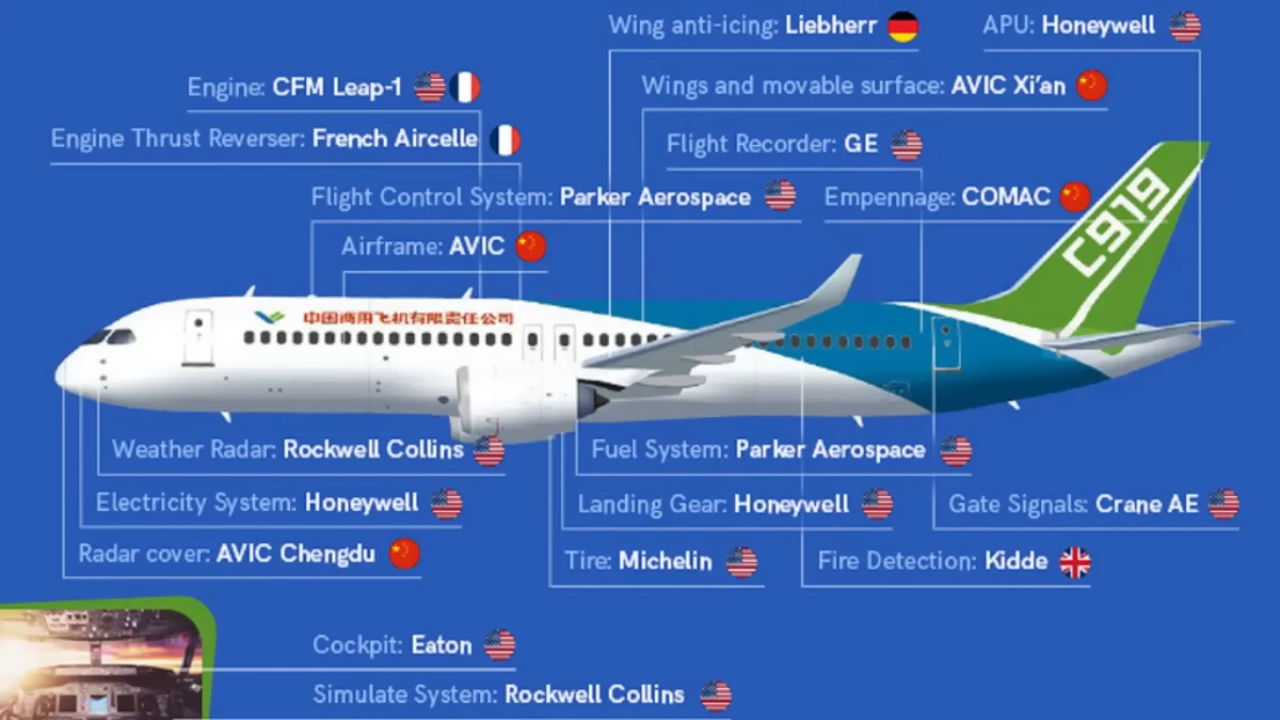 Wing anti-icing: Liebherr
APU: Honeywell
Engine: CFM Leap-1
Wings and movable surface: AVIC Xi’an
Engine Thrust Reverser: French Aircelle
Flight Recorder: GE
Flight Control System: Parker Aerospace
Empennage: COMAC
C919
Airframe: AVIC
中国商用飞机有限责任公司
Weather Radar: Rockwell Collins
Fuel System: Parker Aerospace
Electricity System: Honeywell
Landing Gear: Honeywell
Gate Signals: Crane AE
Radar cover: AVIC Chengdu
Tire: Michelin
Fire Detection: Kidde
Cockpit: Eaton
Simulate System: Rockwell Collins